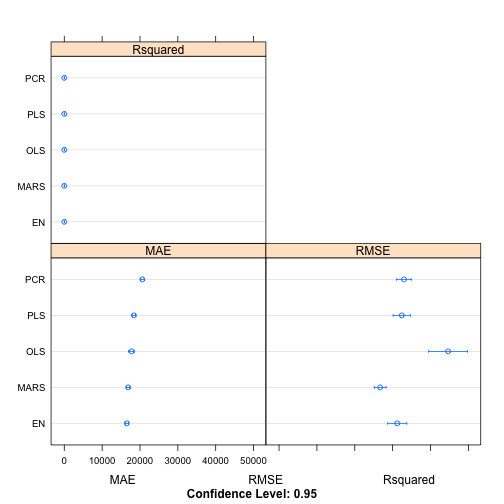 Rsquared
PCR
PLS
OLS
MARS
EN
MAE RMSE
PCR
PLS
OLS
MARS
EN
0 10000 20000 30000 40000 50000
MAE RMSE Rsquared
Confidence Level: 0.95